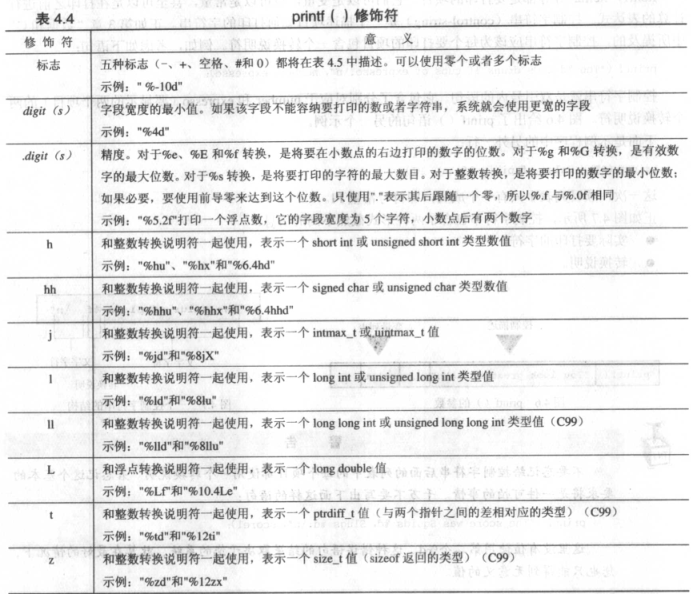 表 4.4 printf ( ) 修饰符
修 饰 符 意 义
标志 五种标志（-、+、空格、#和 0）都将在表 4.5 中描述。可以使用零个或者多个标志
示例：" %-10d"
digit（s） 字段宽度的最小值。如果该字段不能容纳要打印的数或者字符串，系统就会使用更宽的字段
示例："%4d"
.digit（s） 精度。对于%e、%E 和%f 转换，是将要在小数点的右边打印的数字的位数。对于%g 和%G 转换，是有效数
字的最大位数。对于%s 转换，是将要打印的字符的最大数目。对于整数转换，是将要打印的数字的最小位数；
如果必要，要使用前导零来达到这个位数。只使用"."表示其后跟随一个零，所以%.f 与%.0f 相同
示例："%5.2f"打印一个浮点数，它的字段宽度为 5 个字符，小数点后有两个数字
h 和整数转换说明符一起使用，表示一个 short int 或 unsigned short int 类型数值
示例："%hu"、"%hx"和"%6.4hd"
hh 和整数转换说明符一起使用，表示一个 signed char 或 unsigned char 类型数值
示例："%hhu"、"%hhx"和"%6.4hhd"
j 和整数转换说明符一起使用，表示一个 intmax_t 或 uintmax_t 值
示例："%jd"和"%8jX"
l 和整数转换说明符一起使用，表示一个 long int 或 unsigned long int 类型值
示例："%ld"和"%8lu"
ll 和整数转换说明符一起使用，表示一个 long long int 或 unsigned long long int 类型值（C99）
示例："%lld"和"%8llu"
L 和浮点转换说明符一起使用，表示一个 long double 值
示例："%Lf"和"%10.4Le"
t 和整数转换说明符一起使用，表示一个 ptrdiff_t 值（与两个指针之间的差相对应的类型）（C99）
示例："%td"和"%12ti"
z 和整数转换说明符一起使用，表示一个 size_t 值（sizeof 返回的类型）（C99）
示例："%zd"和"%12zx"